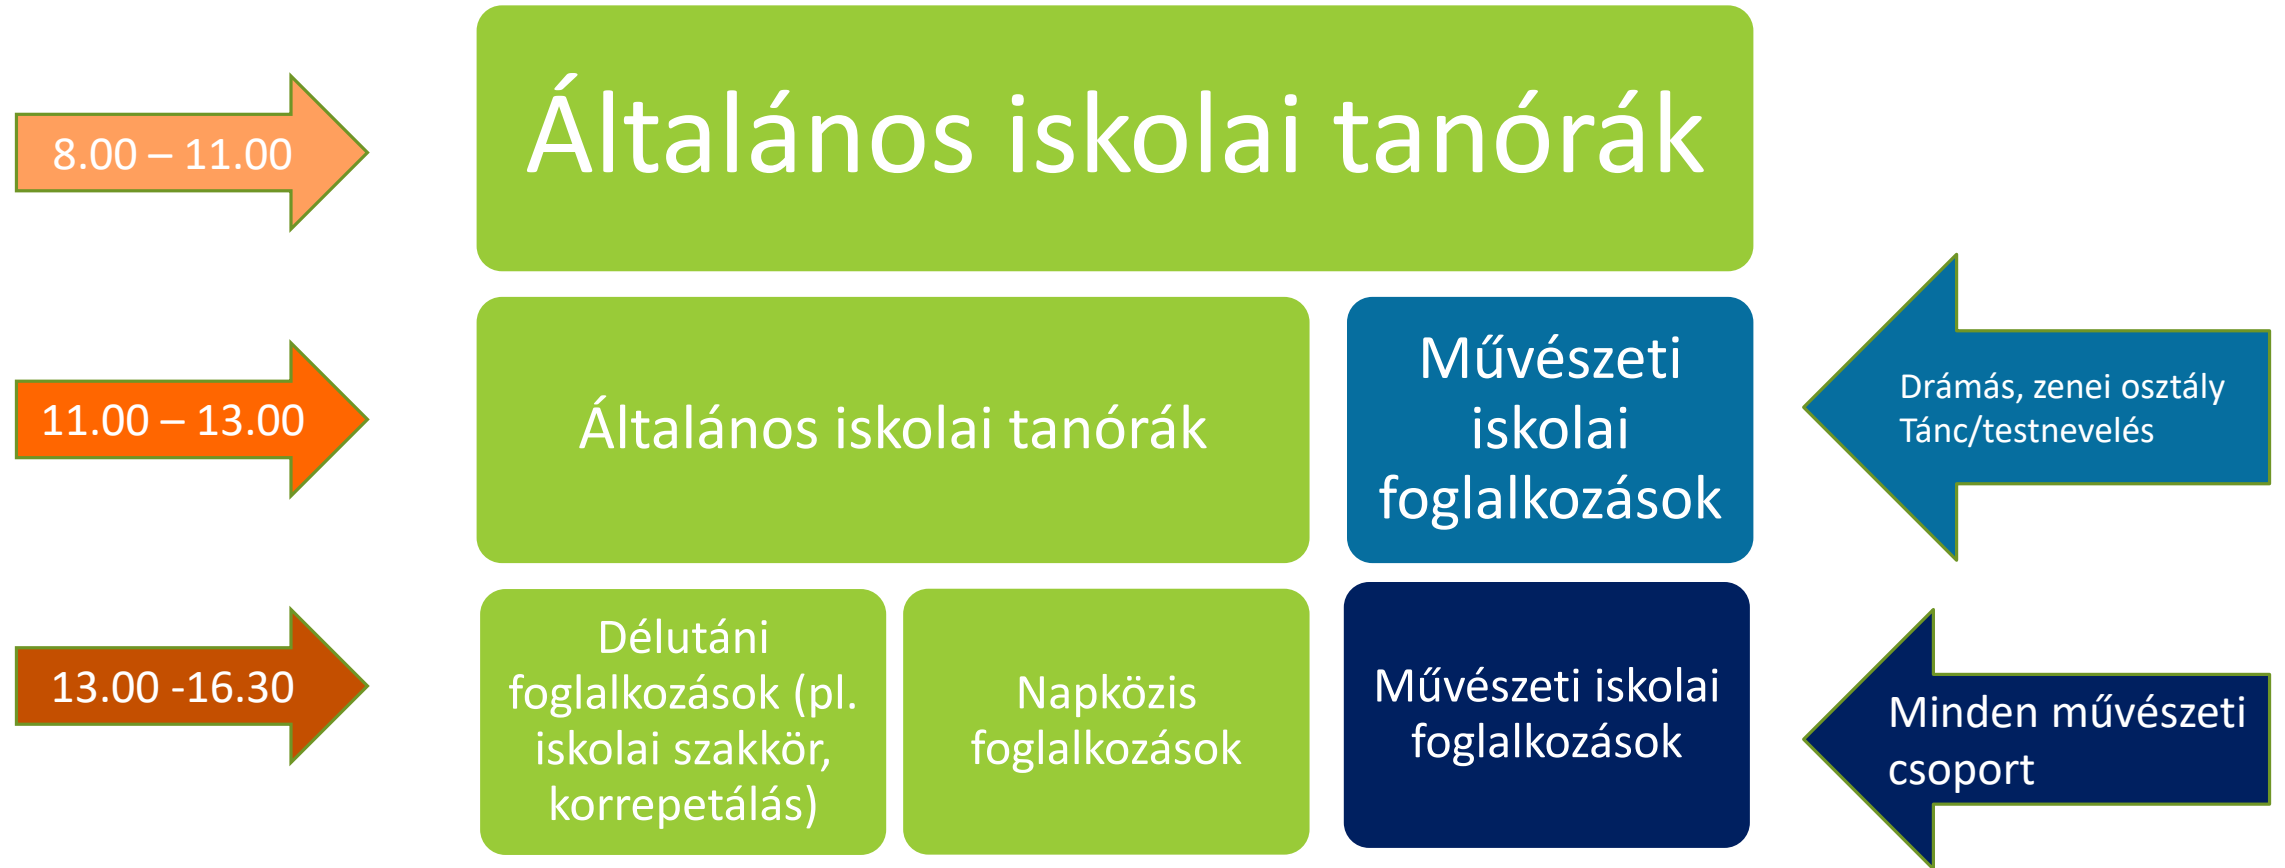 8.00 – 11.00
Általános iskolai tanórák
11.00 – 13.00
Általános iskolai tanórák
Művészeti
iskolai
foglalkozások
Drámás, zenei osztály
Tánc/testnevelés
13.00 -16.30
Délutáni
foglalkozások (pl.
iskolai szakkör,
korrepetálás)
Napközis
foglalkozások
Művészeti iskolai
foglalkozások
Minden művészeti
csoport